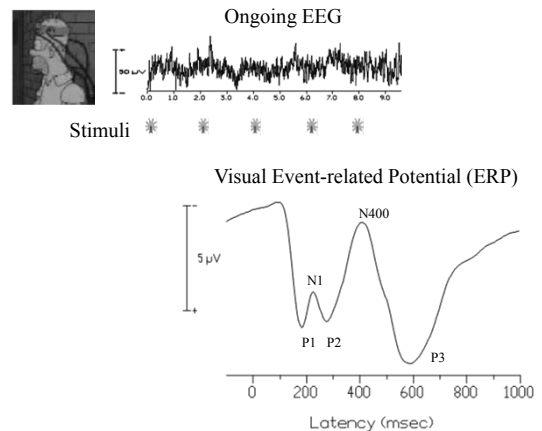 Ongoing EEG
90 μV
0.0 1.0 2.0 3.0 4.0 5.0 6.0 7.0 8.0 9.0
Stimuli
Visual Event-related Potential (ERP)
-
N400
5 μV
N1
+
P1 P2 P3
0 200 400 600 800 1000
Latency (msec)